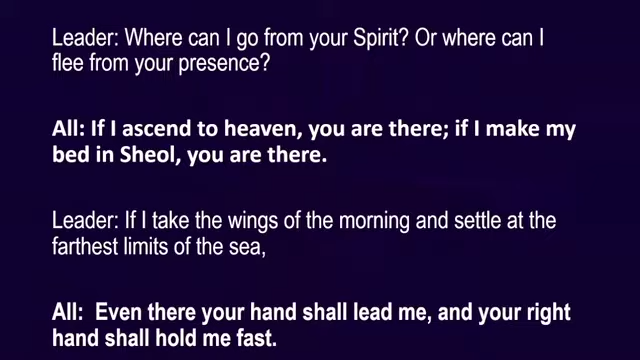 Leader: Where can I go from your Spirit? Or where can I
flee from your presence?
All: If I ascend to heaven, you are there; if I make my
bed in Sheol, you are there.
Leader: If I take the wings of the morning and settle at the
farthest limits of the sea,
All:  Even there your hand shall lead me, and your right
hand shall hold me fast.